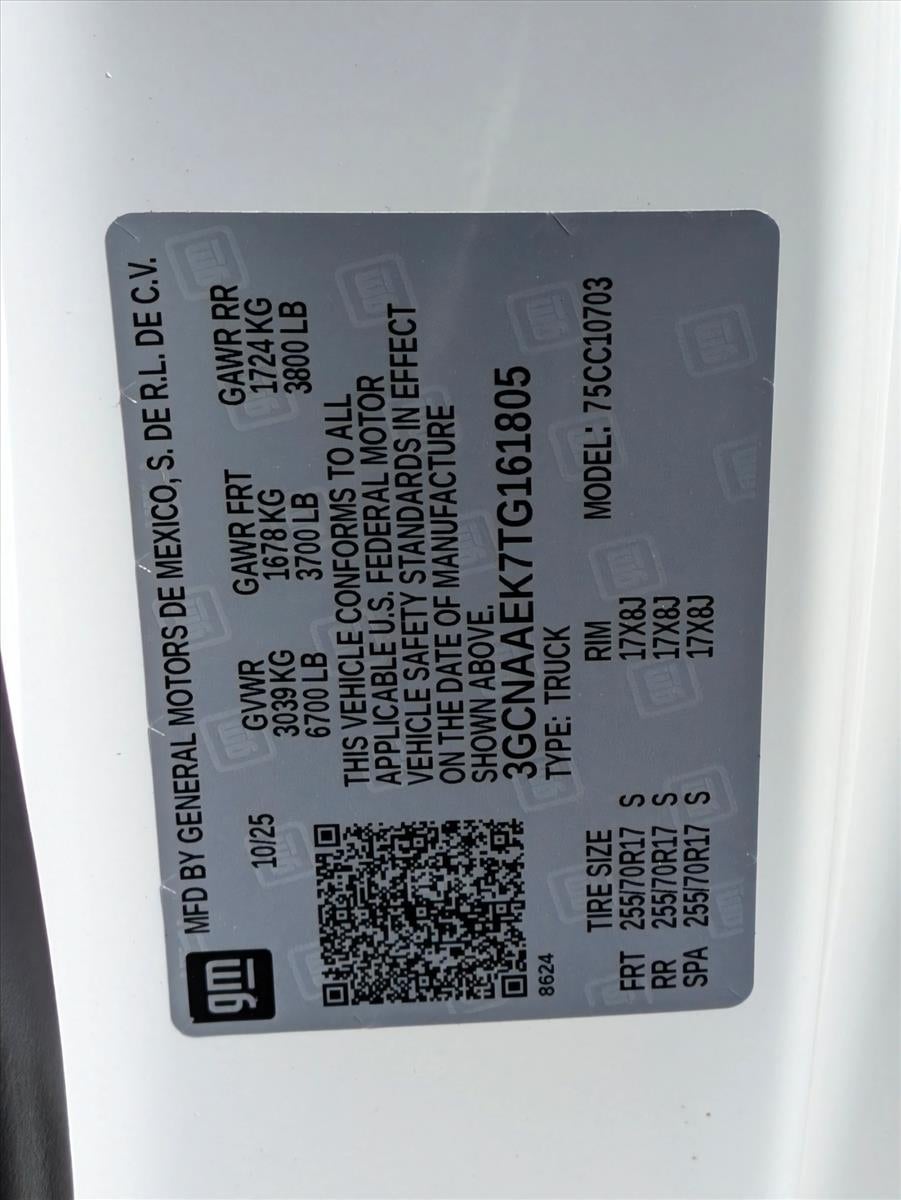 gm
MFD BY GENERAL MOTORS DE MEXICO, S. DE R.L. DE C.V.
10/25
GVWR GAWR FRT GAWR RR
3039 KG 1678 KG 1724 KG
6700 LB 3700 LB 3800 LB
THIS VEHICLE CONFORMS TO ALL
APPLICABLE U.S. FEDERAL MOTOR
VEHICLE SAFETY STANDARDS IN EFFECT
ON THE DATE OF MANUFACTURE
SHOWN ABOVE.
3GCNAAEK7TG161805
8624
TYPE: TRUCK
MODEL: 75CC10703
TIRE SIZE RIM
FRT 255/70R17 S 17X8J
RR 255/70R17 S 17X8J
SPA 255/70R17 S 17X8J